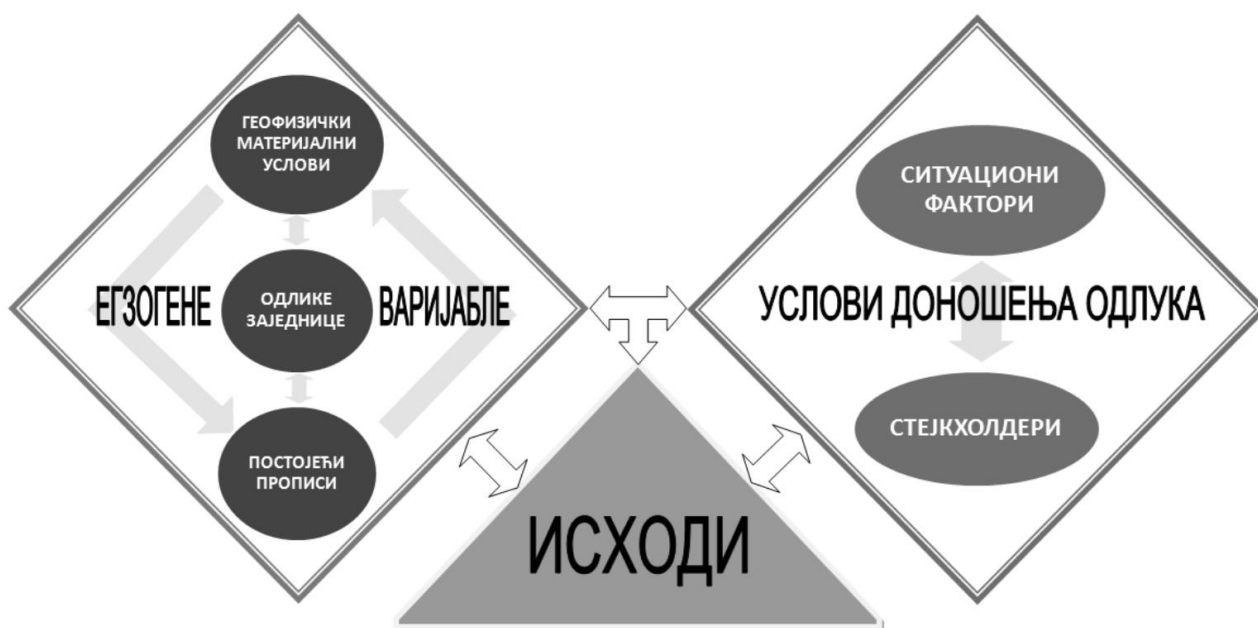 ГЕОФИЗИЧКИ
МАТЕРИЈАЛНИ
УСЛОВИ
ЕГЗОГЕНЕ
ОДЛИКЕ
ЗАЈЕДНИЦЕ
ВАРИЈАБЛЕ
ПОСТОЈЕЋИ
ПРОПИСИ
СИТУАЦИОНИ
ФАКТОРИ
УСЛОВИ ДОНОШЕЊА ОДЛУКА
СТЕЈКХОЛДЕРИ
ИСХОДИ